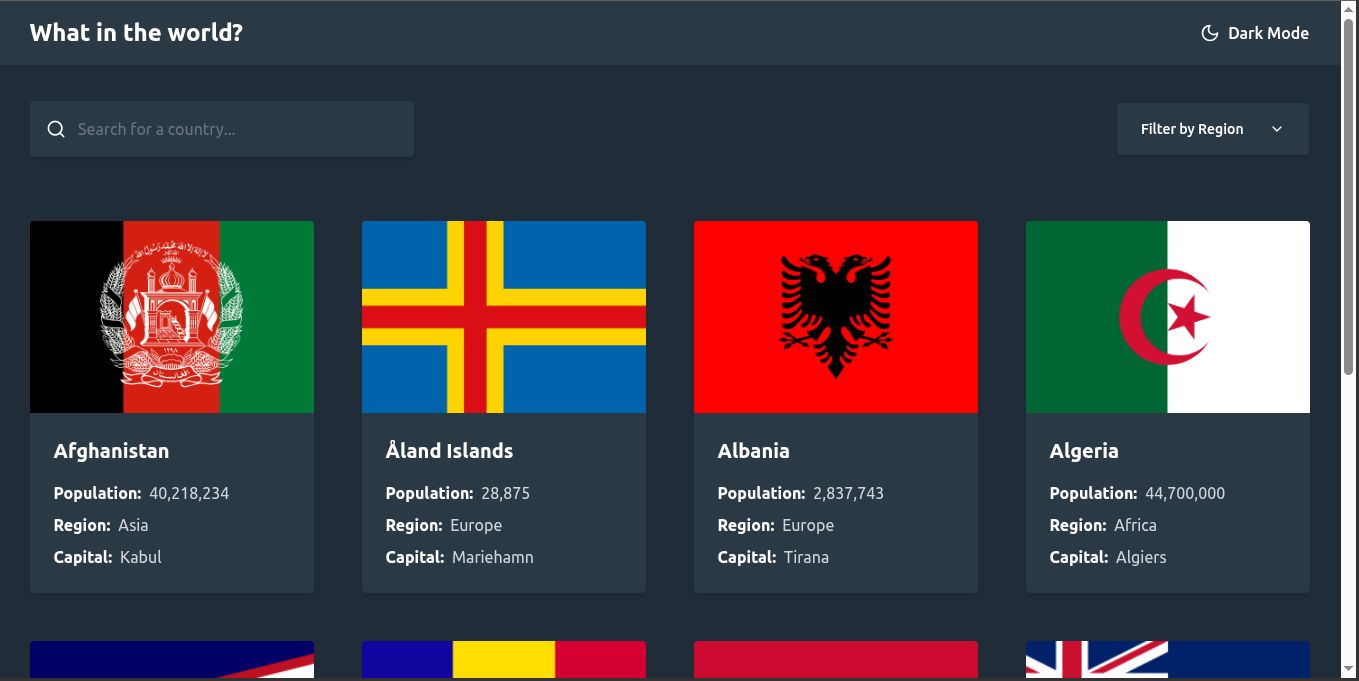 What in the world?
Dark Mode
Search for a country...
Filter by Region
Afghanistan
Population: 40,218,234
Region: Asia
Capital: Kabul
Åland Islands
Population: 28,875
Region: Europe
Capital: Mariehamn
Albania
Population: 2,837,743
Region: Europe
Capital: Tirana
Algeria
Population: 44,700,000
Region: Africa
Capital: Algiers